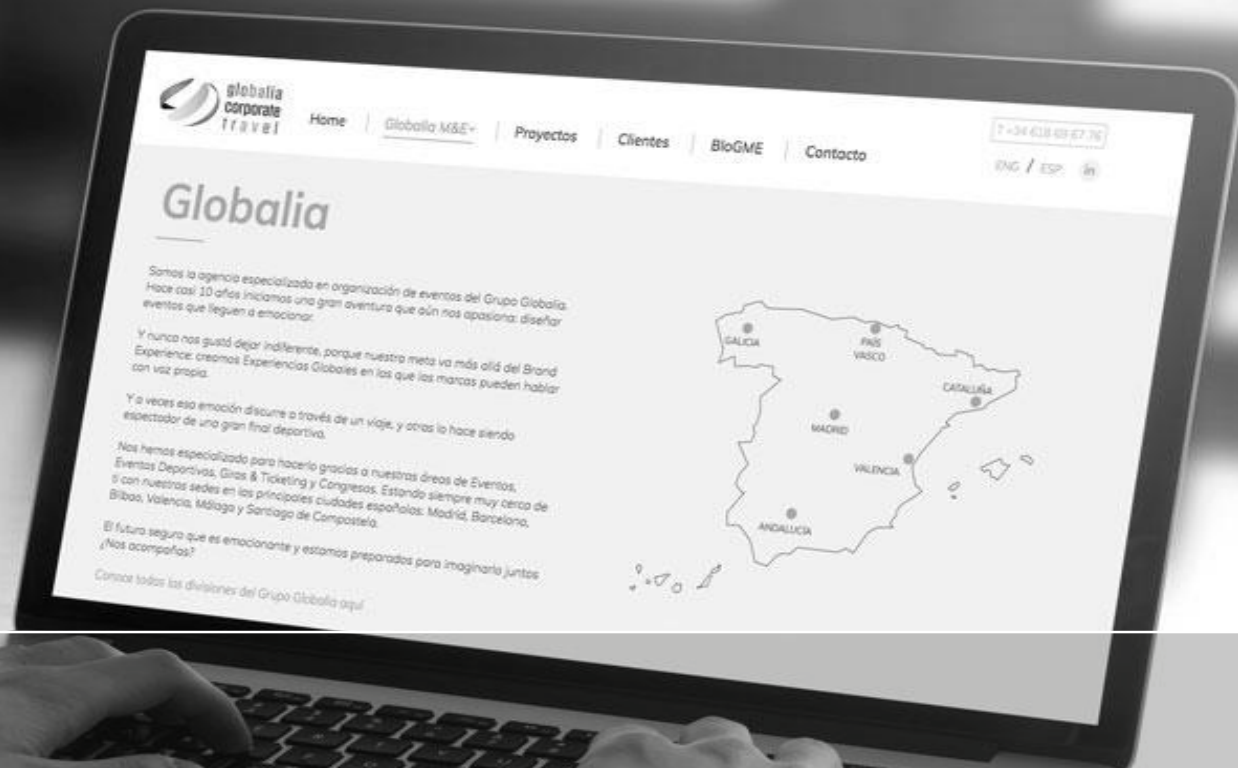 globalia
corporate
travel
Home
Globalia M&E
Proyectos
Clientes
BloGME
Contacto
T +34 618 69 67 76
ENG / ESP
in
Globalia
Somos la agencia especializada en organización de eventos del Grupo Globalia.
Hace casi 10 años iniciamos una gran aventura que aún nos apasiona: diseñar
eventos que lleguen a emocionar.
Y nunca nos gustó dejar indiferente, porque nuestra meta va más allá del Brand
Experience: creamos Experiencias Globales en las que las marcas pueden hablar
con voz propia.
Y a veces esa emoción discurre a través de un viaje, y otras lo hace siendo
espectador de una gran final deportiva.
Nos hemos especializado para hacerlo gracias a nuestras áreas de Eventos,
Eventos Deportivos, Giras & Ticketing y Congresos. Estando siempre muy cerca de
ti con nuestras sedes en las principales ciudades españolas: Madrid, Barcelona,
Bilbao, Valencia, Málaga y Santiago de Compostela.
El futuro seguro que es emocionante y estamos preparados para imaginarlo juntos
¿Nos acompañas?
Conoce todas las divisiones del Grupo Globalia aquí
GALICIA
PAÍS
VASCO
CATALUÑA
MADRID
VALENCIA
ANDALUCÍA